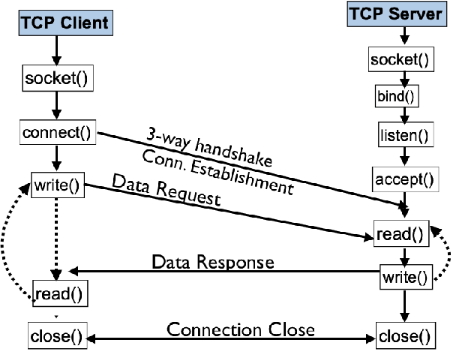 TCP Client
TCP Server
socket()
socket()
bind()
connect()
3-way handshake
listen()
Conn. Establishment
write()
Data Request
accept()
read()
Data Response
write()
read()
close()
Connection Close
close()